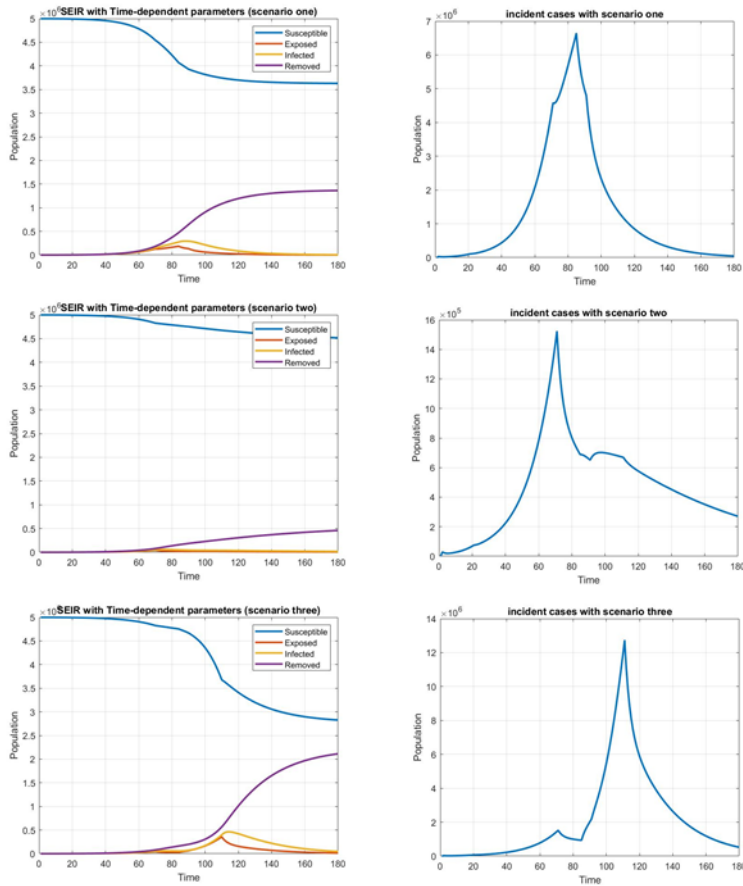 ×10⁶ SEIR with Time-dependent parameters (scenario one)
Susceptible
Exposed
Infected
Removed
Population
5
4.5
4
3.5
3
2.5
2
1.5
1
0.5
0
0 20 40 60 80 100 120 140 160 180
Time
incident cases with scenario one
×10⁶
Population
7
6
5
4
3
2
1
0
0 20 40 60 80 100 120 140 160 180
Time
×10⁶ SEIR with Time-dependent parameters (scenario two)
Susceptible
Exposed
Infected
Removed
Population
5
4.5
4
3.5
3
2.5
2
1.5
1
0.5
0
0 20 40 60 80 100 120 140 160 180
Time
incident cases with scenario two
×10⁵
Population
16
14
12
10
8
6
4
2
0
0 20 40 60 80 100 120 140 160 180
Time
SEIR with Time-dependent parameters (scenario three)
Susceptible
Exposed
Infected
Removed
Population
5
4.5
4
3.5
3
2.5
2
1.5
1
0.5
0
0 20 40 60 80 100 120 140 160 180
Time
incident cases with scenario three
×10⁶
Population
14
12
10
8
6
4
2
0
0 20 40 60 80 100 120 140 160 180
Time